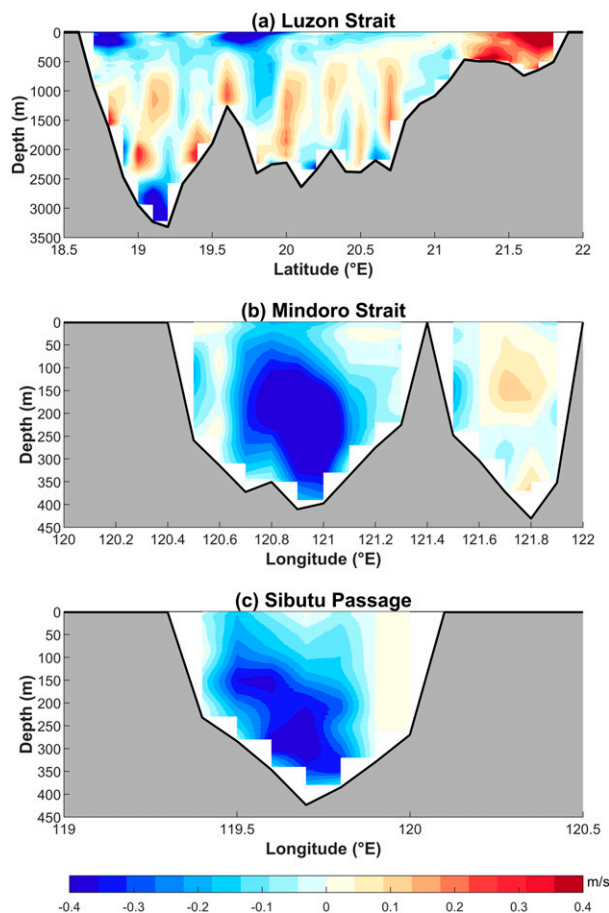 (a) Luzon Strait
0
500
1000
1500
2000
2500
3000
3500
Depth (m)
18.5 19 19.5 20 20.5 21 21.5 22
Latitude (°E)
(b) Mindoro Strait
0
50
100
150
200
250
300
350
400
450
Depth (m)
120 120.2 120.4 120.6 120.8 121 121.2 121.4 121.6 121.8 122
Longitude (°E)
(c) Sibutu Passage
0
50
100
150
200
250
300
350
400
450
Depth (m)
119 119.5 120 120.5
Longitude (°E)
m/s
-0.4 -0.3 -0.2 -0.1 0 0.1 0.2 0.3 0.4